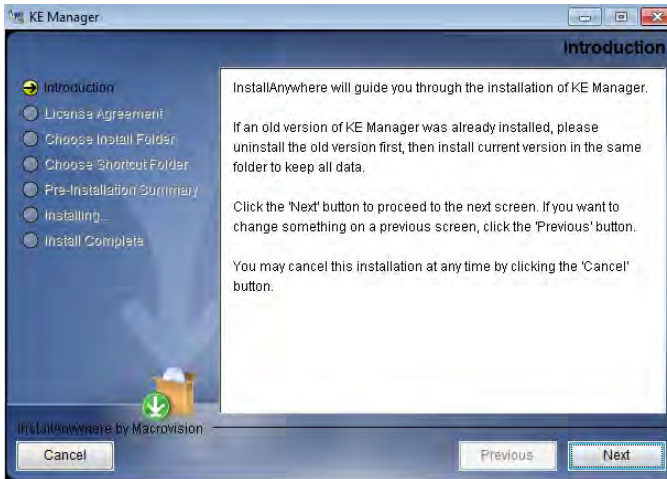 KE Manager
Introduction
Introduction
License Agreement
Choose Install Folder
Choose Shortcut Folder
Pre-Installation Summary
Installing...
Install Complete
InstallAnywhere will guide you through the installation of KE Manager.
If an old version of KE Manager was already installed, please
uninstall the old version first, then install current version in the same
folder to keep all data.
Click the 'Next' button to proceed to the next screen. If you want to
change something on a previous screen, click the 'Previous' button.
You may cancel this installation at any time by clicking the 'Cancel'
button.
InstallAnywhere by Macrovision
Cancel
Previous
Next